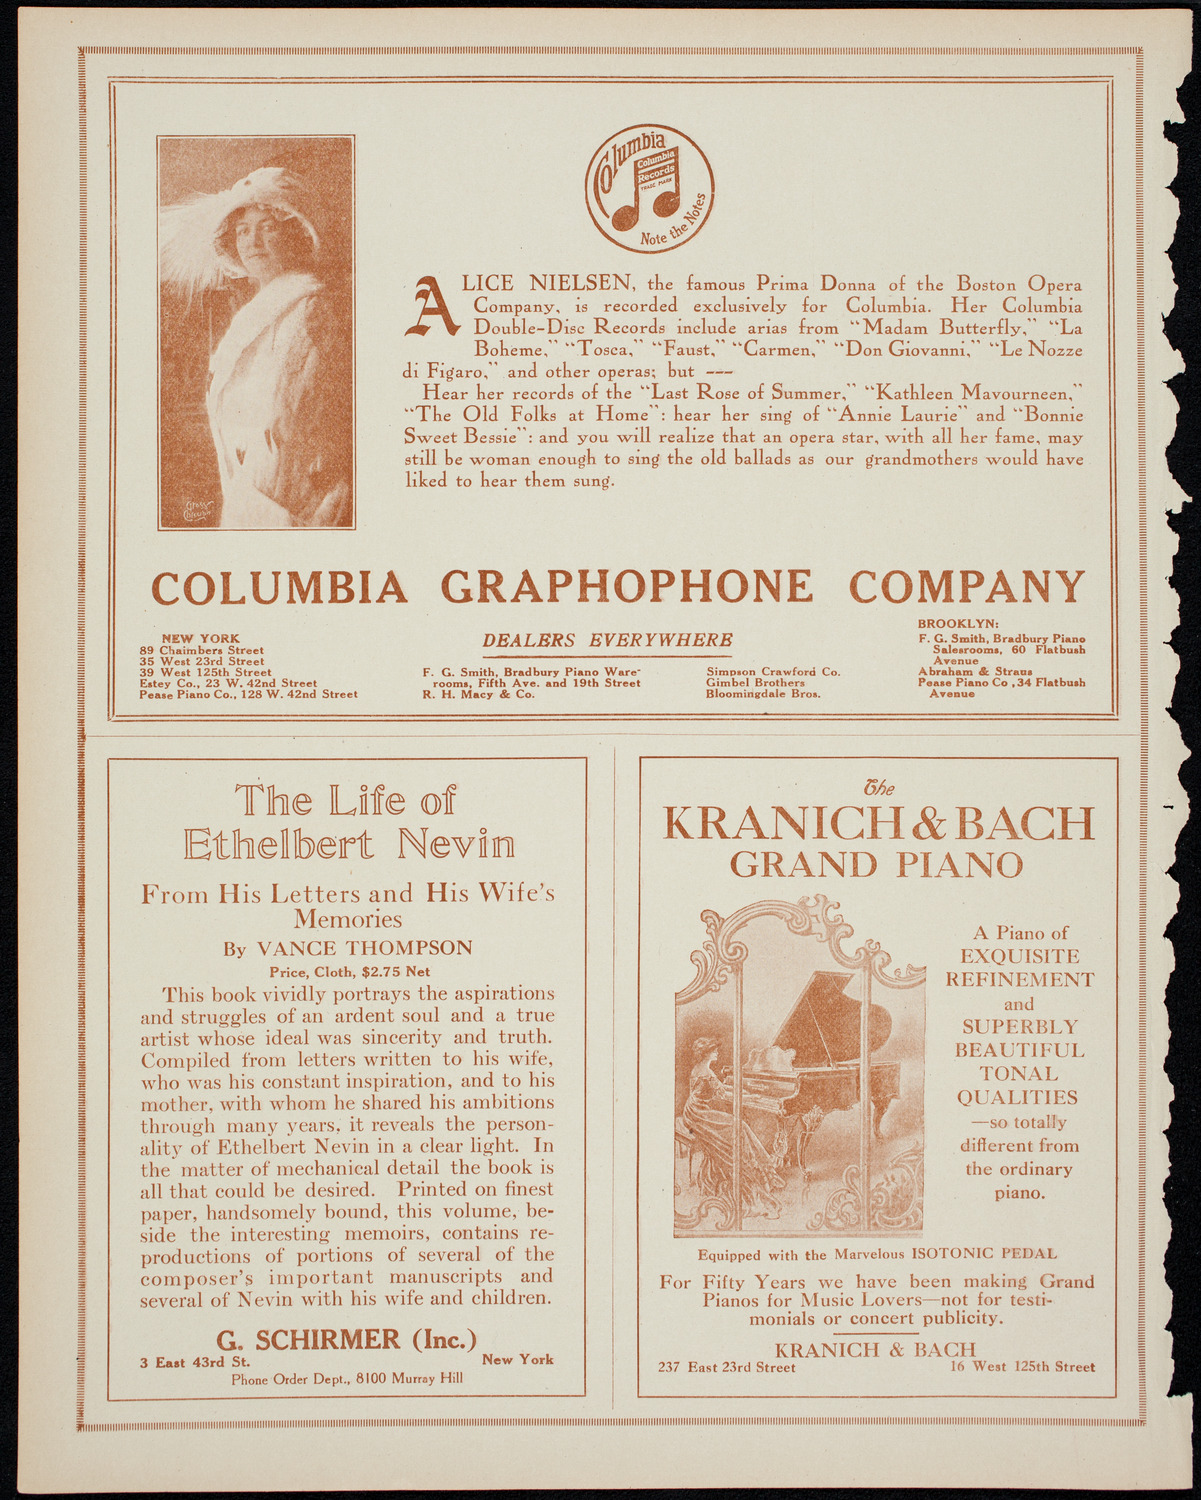 Columbia
Columbia
Records
TRADE MARK
Note the Notes
ALICE NIELSEN, the famous Prima Donna of the Boston Opera
Company, is recorded exclusively for Columbia. Her Columbia
Double-Disc Records include arias from "Madam Butterfly," "La
Boheme," "Tosca," "Faust," "Carmen," "Don Giovanni," "Le Nozze
di Figaro," and other operas; but ---
Hear her records of the "Last Rose of Summer," "Kathleen Mavourneen,"
"The Old Folks at Home": hear her sing of "Annie Laurie" and "Bonnie
Sweet Bessie": and you will realize that an opera star, with all her fame, may
still be woman enough to sing the old ballads as our grandmothers would have
liked to hear them sung.
COLUMBIA GRAPHOPHONE COMPANY
NEW YORK
89 Chaimbers Street
35 West 23rd Street
39 West 125th Street
Estey Co., 23 W. 42nd Street
Pease Piano Co., 128 W. 42nd Street
DEALERS EVERYWHERE
F. G. Smith, Bradbury Piano Ware-
rooms, Fifth Ave. and 19th Street
R. H. Macy & Co.
Simpson Crawford Co.
Gimbel Brothers
Bloomingdale Bros.
BROOKLYN:
F. G. Smith, Bradbury Piano
Salesrooms, 60 Flatbush
Avenue
Abraham & Straus
Pease Piano Co., 34 Flatbush
Avenue
The Life of
Ethelbert Nevin
From His Letters and His Wife's
Memories
By VANCE THOMPSON
Price, Cloth, $2.75 Net
This book vividly portrays the aspirations
and struggles of an ardent soul and a true
artist whose ideal was sincerity and truth.
Compiled from letters written to his wife,
who was his constant inspiration, and to his
mother, with whom he shared his ambitions
through many years, it reveals the person-
ality of Ethelbert Nevin in a clear light. In
the matter of mechanical detail the book is
all that could be desired. Printed on finest
paper, handsomely bound, this volume, be-
side the interesting memoirs, contains re-
productions of portions of several of the
composer's important manuscripts and
several of Nevin with his wife and children.
G. SCHIRMER (Inc.)
3 East 43rd St. New York
Phone Order Dept., 8100 Murray Hill
The
KRANICH & BACH
GRAND PIANO
A Piano of
EXQUISITE
REFINEMENT
and
SUPERBLY
BEAUTIFUL
TONAL
QUALITIES
—so totally
different from
the ordinary
piano.
Equipped with the Marvelous ISOTONIC PEDAL
For Fifty Years we have been making Grand
Pianos for Music Lovers—not for testi-
monials or concert publicity.
KRANICH & BACH
237 East 23rd Street 16 West 125th Street